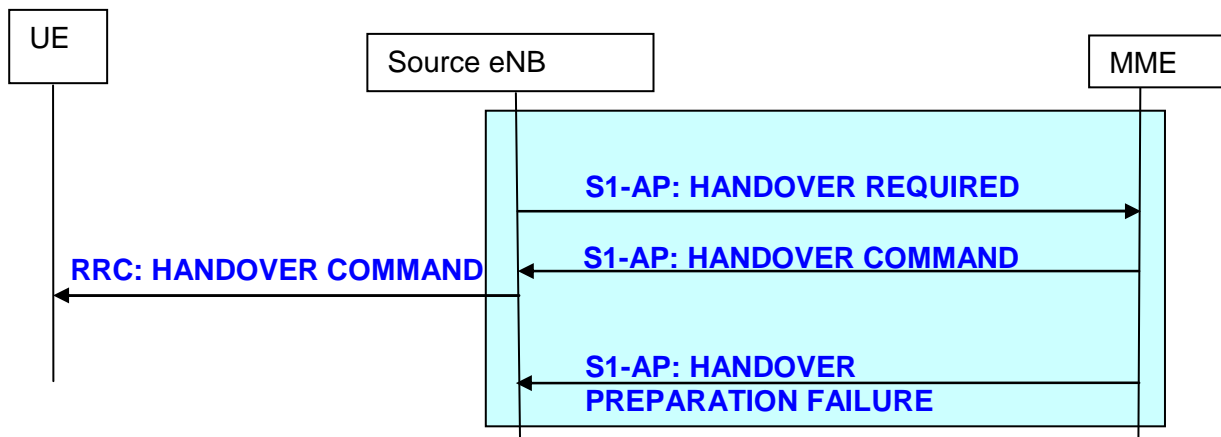 UE
Source eNB
MME
S1-AP: HANDOVER REQUIRED
S1-AP: HANDOVER COMMAND
RRC: HANDOVER COMMAND
S1-AP: HANDOVER
PREPARATION FAILURE